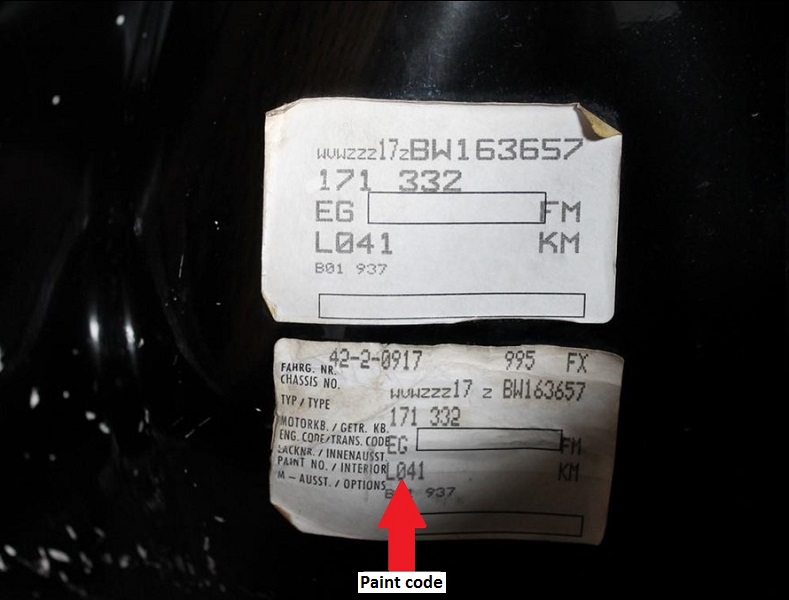 wvwzzz17zBW163657
171 332
EG FM
L041 KM
B01 937
42-2-0917 995 FX
FAHRG. NR.
CHASSIS NO. wvwzzz17 z BW163657
TYP / TYPE 171 332
MOTORKB. / GETR. KB.
ENG. CODE/TRANS. CODE EG FM
LACKNR. / INNENAUSST
PAINT NO. / INTERIOR L041 KM
M - AUSST. / OPTIONS B01 937
Paint code